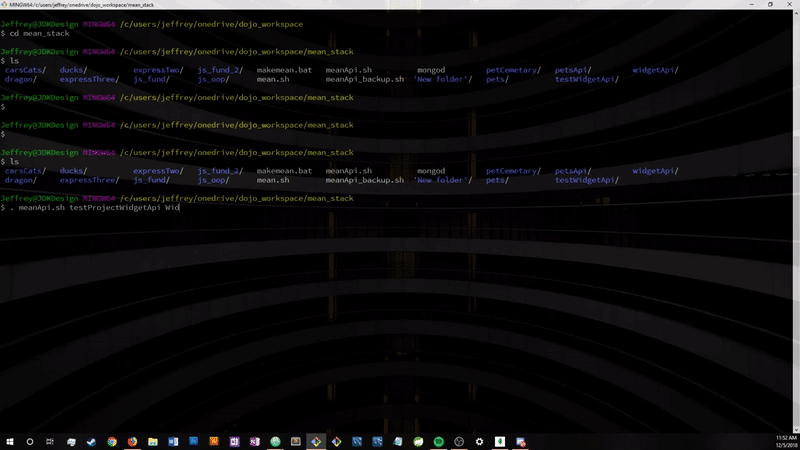 MINGW64:/c/users/jeffrey/onedrive/dojo_workspace/mean_stack
Jeffrey@JDKDesign MINGW64 /c/users/jeffrey/onedrive/dojo_workspace
$ cd mean_stack
Jeffrey@JDKDesign MINGW64 /c/users/jeffrey/onedrive/dojo_workspace/mean_stack
$ ls
carsCats/ ducks/ expressTwo/ js_fund_2/ makemean.bat meanApi.sh mongod petCemetary/ petsApi/ widgetApi/
dragon/ expressThree/ js_fund/ js_oop/ mean.sh meanApi_backup.sh 'New folder'/ pets/ testWidgetApi/
Jeffrey@JDKDesign MINGW64 /c/users/jeffrey/onedrive/dojo_workspace/mean_stack
$
Jeffrey@JDKDesign MINGW64 /c/users/jeffrey/onedrive/dojo_workspace/mean_stack
$
Jeffrey@JDKDesign MINGW64 /c/users/jeffrey/onedrive/dojo_workspace/mean_stack
$ ls
carsCats/ ducks/ expressTwo/ js_fund_2/ makemean.bat meanApi.sh mongod petCemetary/ petsApi/ widgetApi/
dragon/ expressThree/ js_fund/ js_oop/ mean.sh meanApi_backup.sh 'New folder'/ pets/ testWidgetApi/
Jeffrey@JDKDesign MINGW64 /c/users/jeffrey/onedrive/dojo_workspace/mean_stack
$ . meanApi.sh testProjectWidgetApi Wid
11:52 AM
12/5/2018